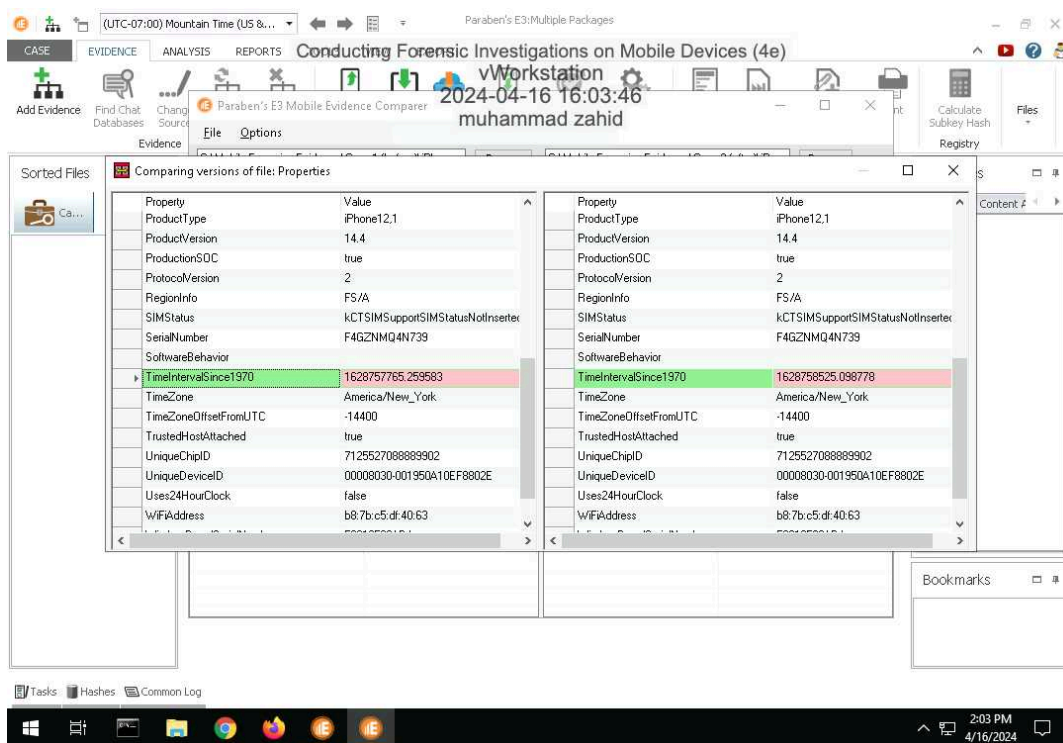 (UTC-07:00) Mountain Time (US &...
Paraben's E3:Multiple Packages
CASE EVIDENCE ANALYSIS REPORTS
Conducting Forensic Investigations on Mobile Devices (4e)
vWorkstation
2024-04-16 16:03:46
muhammad zahid
Add Evidence
Find Chat
Databases
Evidence
Calculate
Subkey Hash
Registry
Files
Paraben's E3 Mobile Evidence Comparer
File Options
Sorted Files
Ca...
Content
Comparing versions of file: Properties
Property Value Property Value
ProductType iPhone12,1 ProductType iPhone12,1
ProductVersion 14.4 ProductVersion 14.4
ProductionSOC true ProductionSOC true
ProtocolVersion 2 ProtocolVersion 2
RegionInfo FS/A RegionInfo FS/A
SIMStatus kCTSIMSupportSIMStatusNotInserted SIMStatus kCTSIMSupportSIMStatusNotInserted
SerialNumber F4GZNMQ4N739 SerialNumber F4GZNMQ4N739
SoftwareBehavior SoftwareBehavior
TimeIntervalSince1970 1628757765.259583 TimeIntervalSince1970 1628758525.098778
TimeZone America/New_York TimeZone America/New_York
TimeZoneOffsetFromUTC -14400 TimeZoneOffsetFromUTC -14400
TrustedHostAttached true TrustedHostAttached true
UniqueChipID 7125527088889902 UniqueChipID 7125527088889902
UniqueDeviceID 00008030-001950A10EF8802E UniqueDeviceID 00008030-001950A10EF8802E
Uses24HourClock false Uses24HourClock false
WiFiAddress b8:7b:c5:df:40:63 WiFiAddress b8:7b:c5:df:40:63
Bookmarks
Tasks Hashes Common Log
2:03 PM
4/16/2024